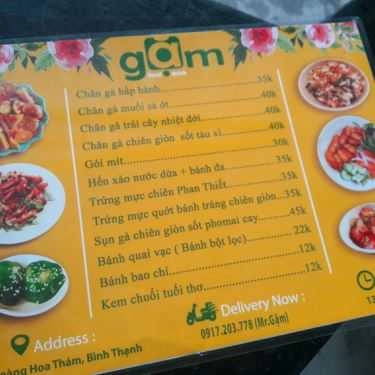 gặm
Chân gà hấp hành 35k
Chân gà muối sả ớt 40k
Chân gà trái cây nhiệt đới 40k
Chân gà chiên giòn sốt tàu xì 40k
Gỏi mít 30k
Hến xào nước dừa + bánh đa 35k
Trứng mực chiên Phan Thiết 35k
Trứng mực quớt bánh tráng chiên giòn 35k
Sụn gà chiên giòn sốt phomai cay 45k
Bánh quai vạc ( Bánh bột lọc) 22k
Bánh bao chỉ 12k
Kem chuối tuổi thơ 12k
Address :
Hoa Thám, Bình Thạnh
Delivery Now :
0917.203.778 (Mr.Gặm)